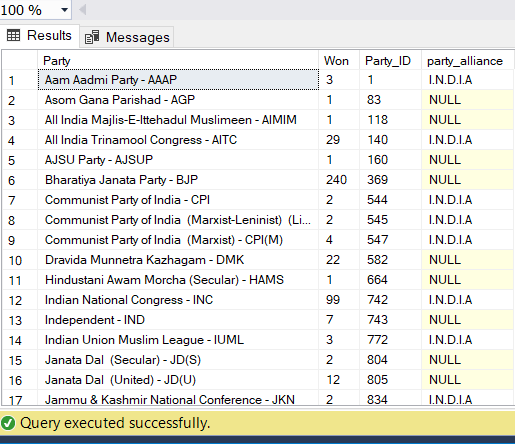 100 %
Results Messages
Party Won Party_ID party_alliance
1 Aam Aadmi Party - AAAP 3 1 I.N.D.I.A
2 Asom Gana Parishad - AGP 1 83 NULL
3 All India Majlis-E-Ittehadul Muslimeen - AIMIM 1 118 NULL
4 All India Trinamool Congress - AITC 29 140 I.N.D.I.A
5 AJSU Party - AJSUP 1 160 NULL
6 Bharatiya Janata Party - BJP 240 369 NULL
7 Communist Party of India - CPI 2 544 I.N.D.I.A
8 Communist Party of India (Marxist-Leninist) (Li... 2 545 I.N.D.I.A
9 Communist Party of India (Marxist) - CPI(M) 4 547 I.N.D.I.A
10 Dravida Munnetra Kazhagam - DMK 22 582 NULL
11 Hindustani Awam Morcha (Secular) - HAMS 1 664 NULL
12 Indian National Congress - INC 99 742 I.N.D.I.A
13 Independent - IND 7 743 NULL
14 Indian Union Muslim League - IUML 3 772 I.N.D.I.A
15 Janata Dal (Secular) - JD(S) 2 804 NULL
16 Janata Dal (United) - JD(U) 12 805 NULL
17 Jammu & Kashmir National Conference - JKN 2 834 I.N.D.I.A
Query executed successfully.